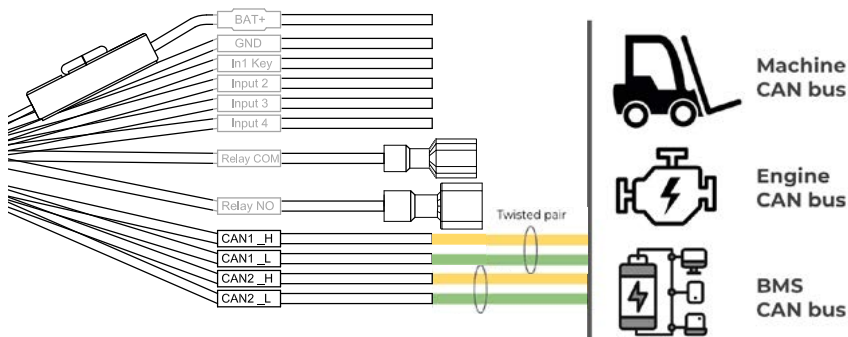 BAT+
GND
In1 Key
Input 2
Input 3
Input 4
Relay COM
Relay NO
Twisted pair
CAN1 _H
CAN1 _L
CAN2 _H
CAN2 _L
Machine
CAN bus
Engine
CAN bus
BMS
CAN bus